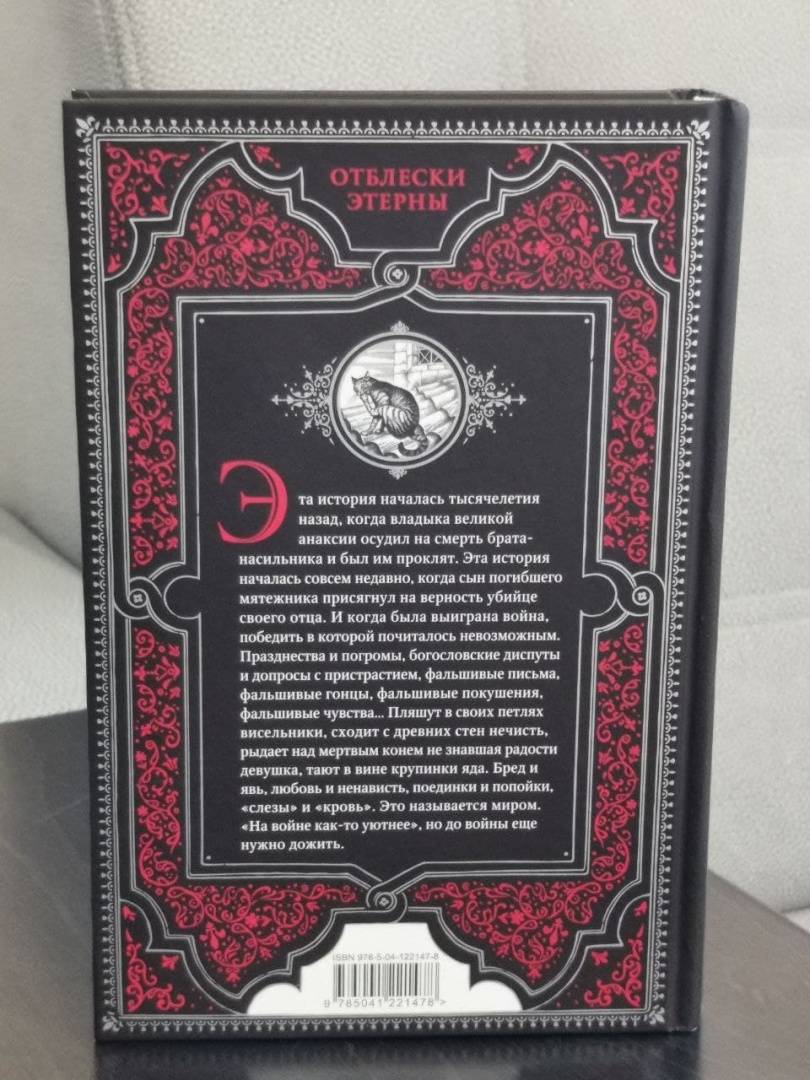 ОТБЛЕСКИ
ЭТЕРНЫ
Эта история началась тысячелетия
назад, когда владыка великой
анаксии осудил на смерть брата-
насильника и был им проклят. Эта история
началась совсем недавно, когда сын погибшего
мятежника присягнул на верность убийце
своего отца. И когда была выиграна война,
победить в которой почиталось невозможным.
Празднества и погромы, богословские диспуты
и допросы с пристрастием, фальшивые письма,
фальшивые гонцы, фальшивые покушения,
фальшивые чувства... Пляшут в своих петлях
висельники, сходит с древних стен нечисть,
рыдает над мертвым конем не знавшая радости
девушка, тают в вине крупинки яда. Бред и
явь, любовь и ненависть, поединки и попойки,
«слезы» и «кровь». Это называется миром.
«На войне как-то уютнее», но до войны еще
нужно дожить.
ISBN 978-5-04-122147-8
9 785041 221478 >